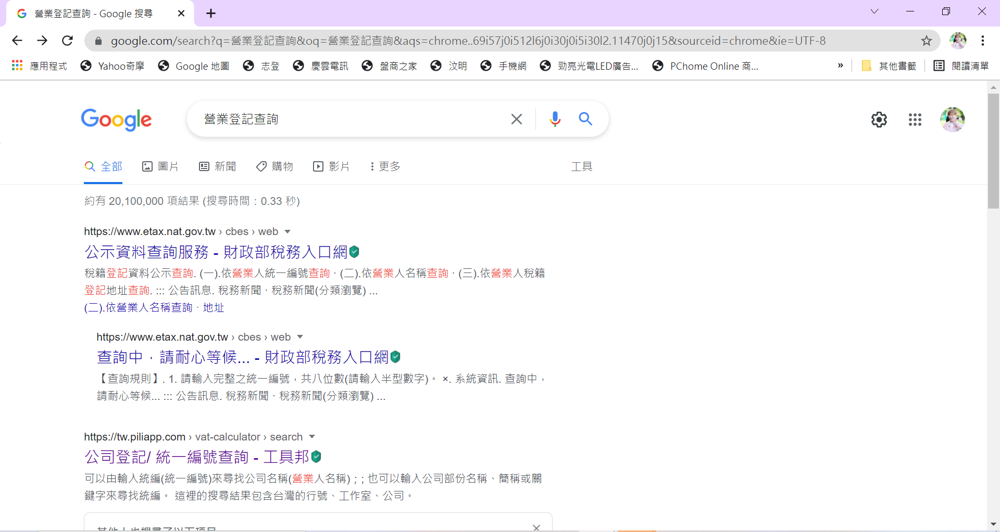 營業登記查詢 - Google 搜尋
google.com/search?q=營業登記查詢&oq=營業登記查詢&aqs=chrome..69i57j0i512l6j0i30j0i5i30l2.11470j0j15&sourceid=chrome&ie=UTF-8
應用程式 Yahoo奇摩 Google 地圖 志登 慶雲電訊 盤商之家 汶明 手機網 勁亮光電LED廣告... PChome Online 商... » 其他書籤 閱讀清單
Google 營業登記查詢
全部 圖片 新聞 購物 影片 更多 工具
約有 20,100,000 項結果 (搜尋時間：0.33 秒)
https://www.etax.nat.gov.tw › cbes › web
公示資料查詢服務 - 財政部稅務入口網
稅籍登記資料公示查詢. (一).依營業人統一編號查詢 · (二).依營業人名稱查詢 · (三).依營業人稅籍
登記地址查詢. ::: 公告訊息. 稅務新聞 · 稅務新聞(分類瀏覽) ...
(二).依營業人名稱查詢 · 地址
https://www.etax.nat.gov.tw › cbes › web
查詢中，請耐心等候... - 財政部稅務入口網
【查詢規則】. 1. 請輸入完整之統一編號，共八位數(請輸入半型數字)。 ×. 系統資訊. 查詢中，
請耐心等候... ::: 公告訊息. 稅務新聞 · 稅務新聞(分類瀏覽) ...
https://tw.piliapp.com › vat-calculator › search
公司登記/ 統一編號查詢 - 工具邦
可以由輸入統編(統一編號)來尋找公司名稱(營業人名稱)；; 也可以輸入公司部份名稱、簡稱或關
鍵字來尋找統編。 這裡的搜尋結果包含台灣的行號、工作室、公司。
其他人也搜尋了以下項目